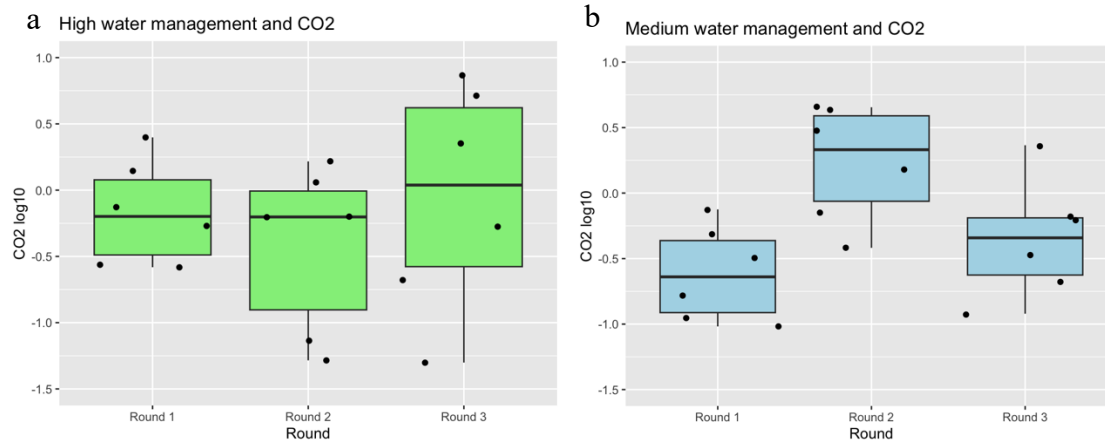 a
High water management and CO2
1.0
0.5
0.0
-0.5
-1.0
-1.5
CO2 log10
Round 1 Round 2 Round 3
Round
b
Medium water management and CO2
1.0
0.5
0.0
-0.5
-1.0
-1.5
CO2 log10
Round 1 Round 2 Round 3
Round